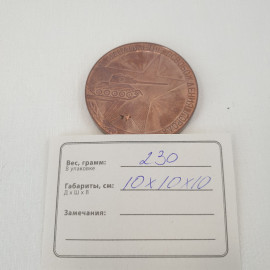 Вес, грамм: 230
В упаковке
Габариты, см: 10x10x10
Д х Ш х В
Замечания: